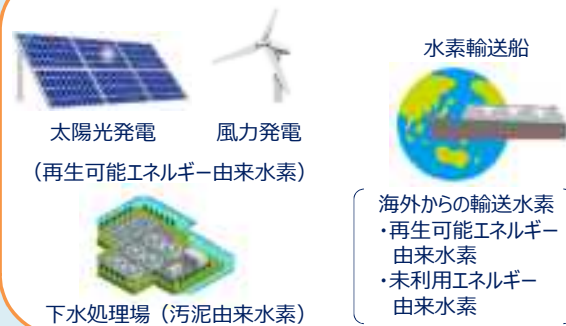 太陽光発電
風力発電
（再生可能エネルギー由来水素）
下水処理場（汚泥由来水素）
水素輸送船
海外からの輸送水素
・再生可能エネルギー
由来水素
・未利用エネルギー
由来水素